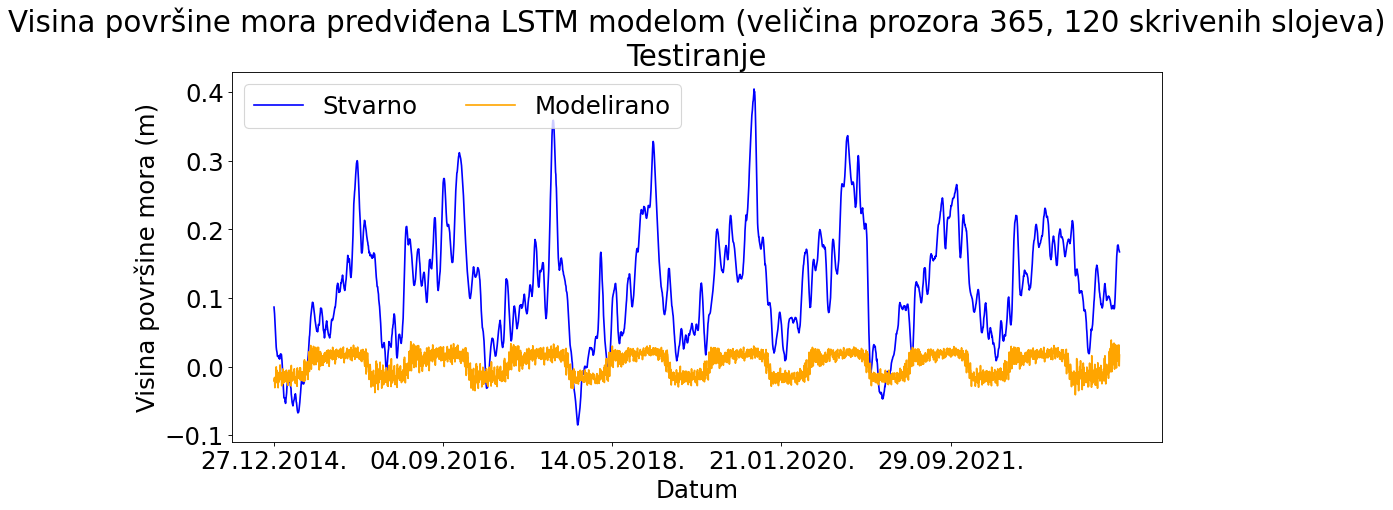 Visina površine mora predviđena LSTM modelom (veličina prozora 365, 120 skrivenih slojeva)
Testiranje
Stvarno
Modelirano
Visina površine mora (m)
0.4
0.3
0.2
0.1
0.0
−0.1
27.12.2014.
04.09.2016.
14.05.2018.
21.01.2020.
29.09.2021.
Datum